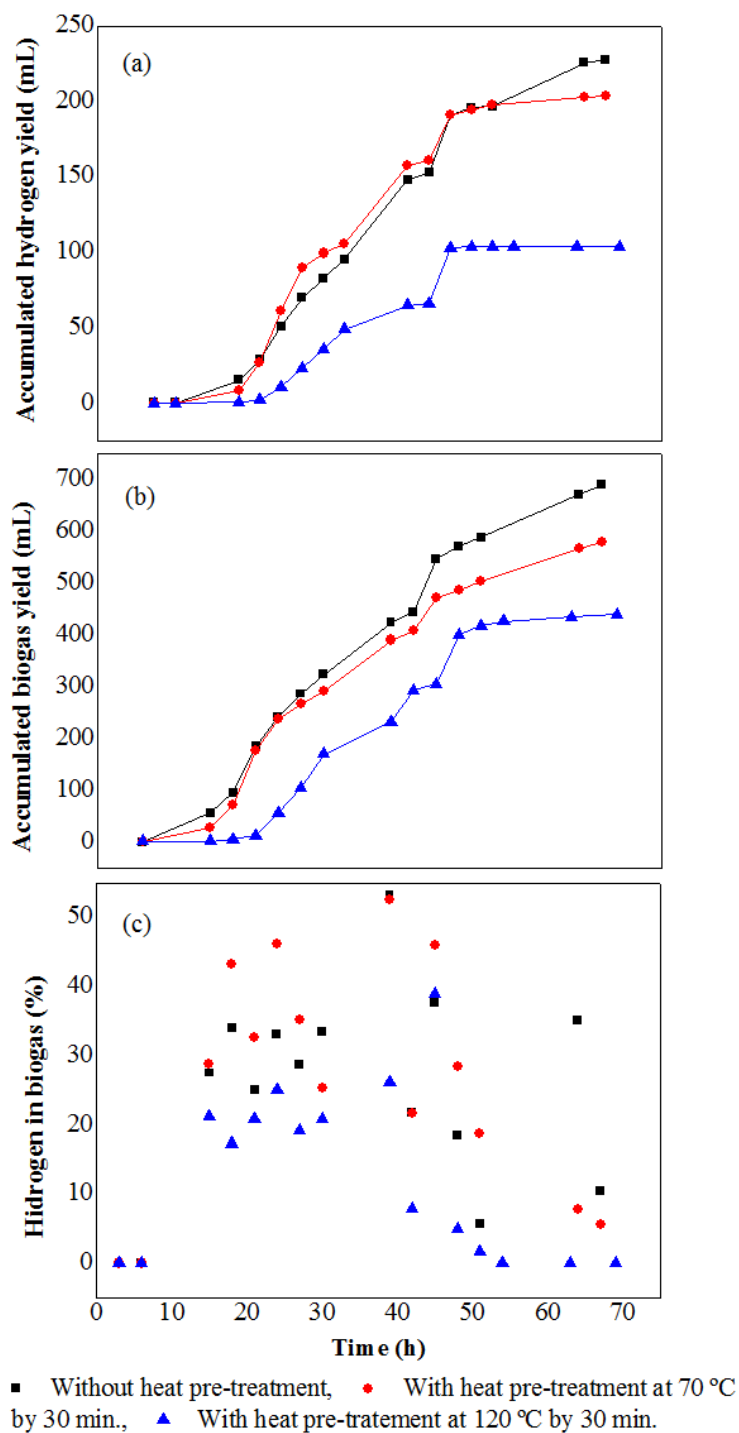 250
(a)
200
150
100
50
0
Accumulated hydrogen yield (mL)
700
(b)
600
500
400
300
200
100
0
Accumulated biogas yield (mL)
50
(c)
40
30
20
10
0
Hidrogen in biogas (%)
0 10 20 30 40 50 60 70
Time (h)
Without heat pre-treatment, With heat pre-treatment at 70 ºC
by 30 min., With heat pre-tratement at 120 ºC by 30 min.